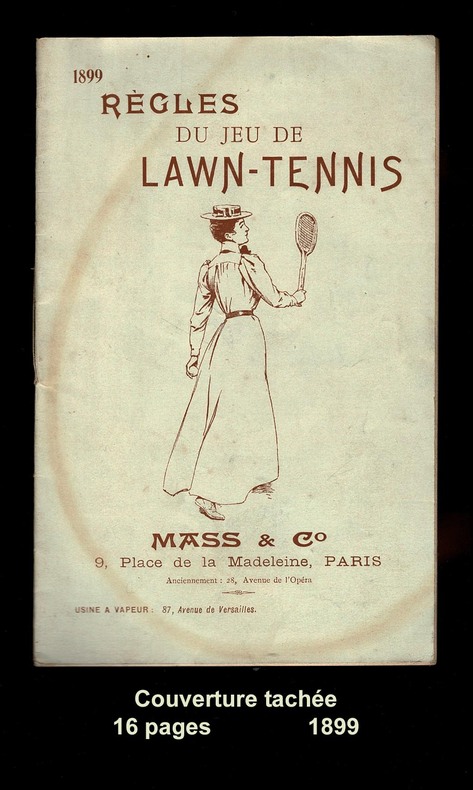 1899
RÈGLES
DU JEU DE
LAWN-TENNIS
MASS & Co
9, Place de la Madeleine, PARIS
Anciennement : 28, Avenue de l'Opéra
USINE A VAPEUR : 87, Avenue de Versailles.
Couverture tachée
16 pages 1899